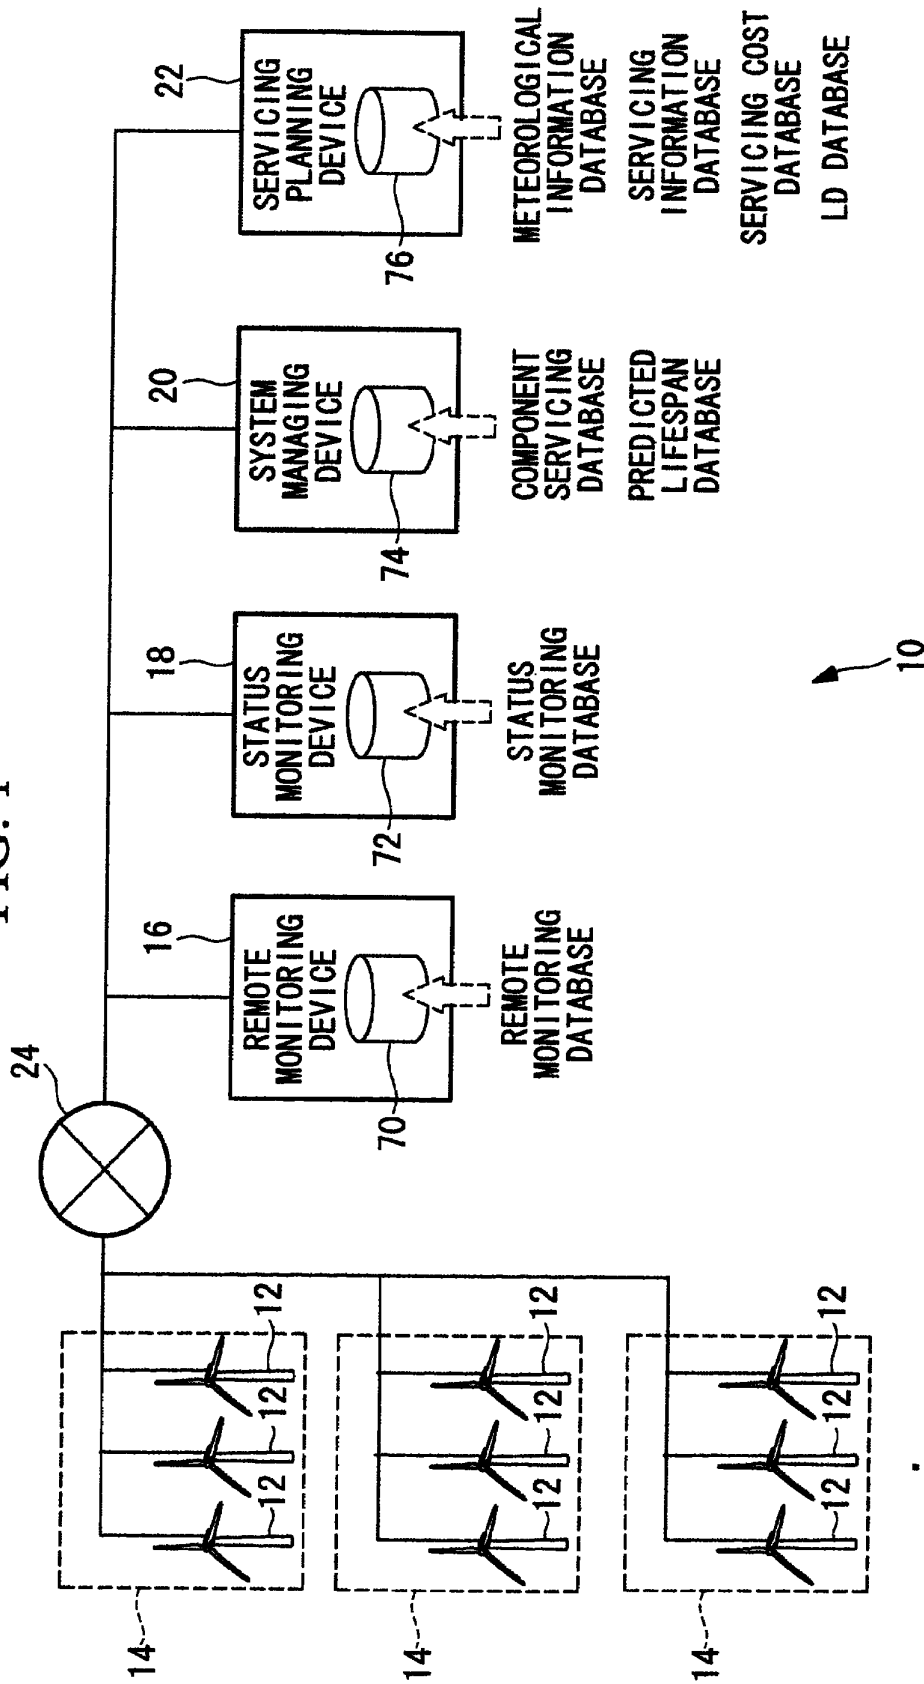 FIG. 1
24
16
REMOTE
MONITORING
DEVICE
70
REMOTE
MONITORING
DATABASE
18
STATUS
MONITORING
DEVICE
72
STATUS
MONITORING
DATABASE
20
SYSTEM
MANAGING
DEVICE
74
COMPONENT
SERVICING
DATABASE
PREDICTED
LIFESPAN
DATABASE
22
SERVICING
PLANNING
DEVICE
76
METEOROLOGICAL
INFORMATION
DATABASE
SERVICING
INFORMATION
DATABASE
SERVICING COST
DATABASE
LD DATABASE
12
12
12
14
12
12
12
14
12
12
12
14
10